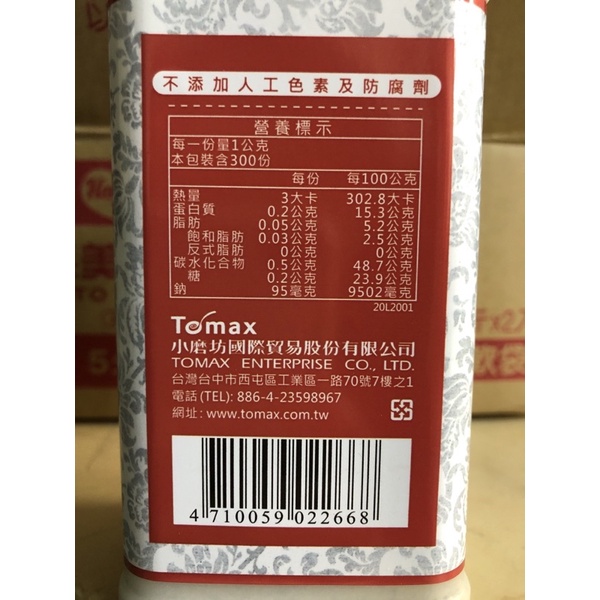 不添加人工色素及防腐劑
營養標示
每一份量1公克
本包裝含300份
每份 每100公克
熱量 3大卡 302.8大卡
蛋白質 0.2公克 15.3公克
脂肪 0.05公克 5.2公克
飽和脂肪 0.03公克 2.5公克
反式脂肪 0公克 0公克
碳水化合物 0.5公克 48.7公克
糖 0.2公克 23.9公克
鈉 95毫克 9502毫克
20L2001
Tomax
小磨坊國際貿易股份有限公司
TOMAX ENTERPRISE CO., LTD.
台灣台中市西屯區工業區一路70號7樓之1
電話(TEL): 886-4-23598967
網址: www.tomax.com.tw
4 710059 022668
美
TO
5